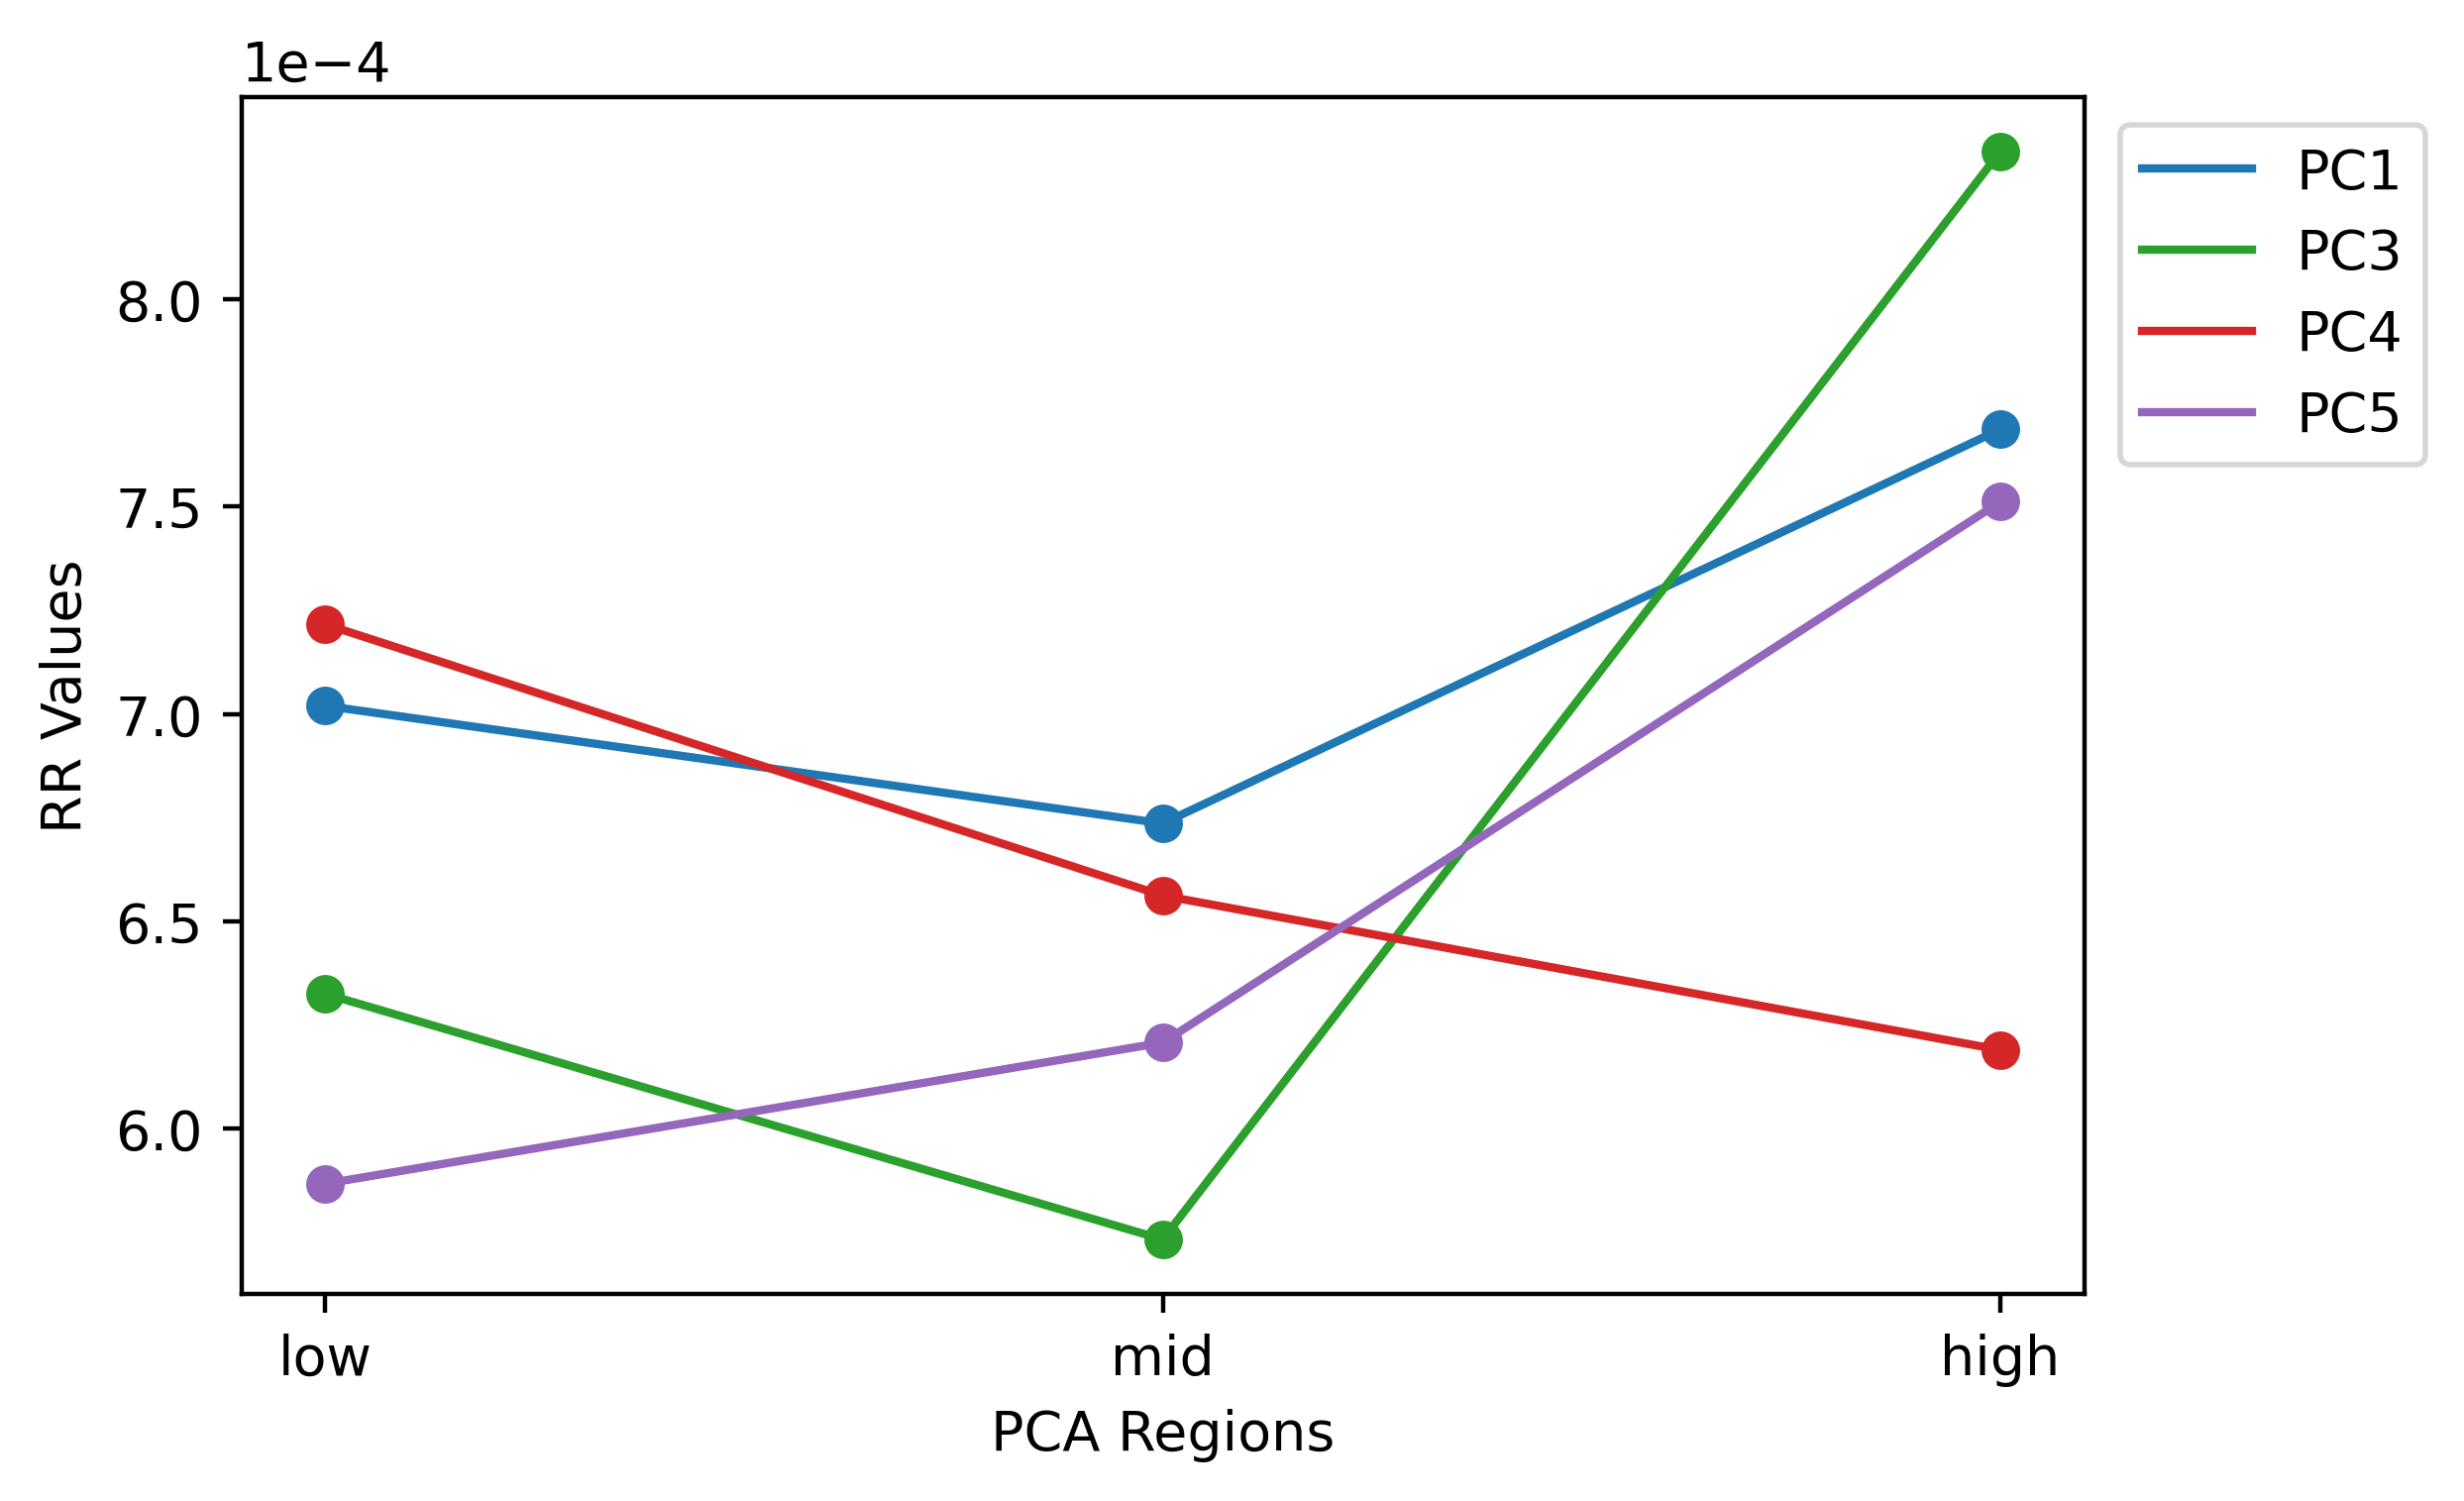 1e−4
8.0
7.5
7.0
6.5
6.0
RR Values
low
mid
high
PCA Regions
PC1
PC3
PC4
PC5